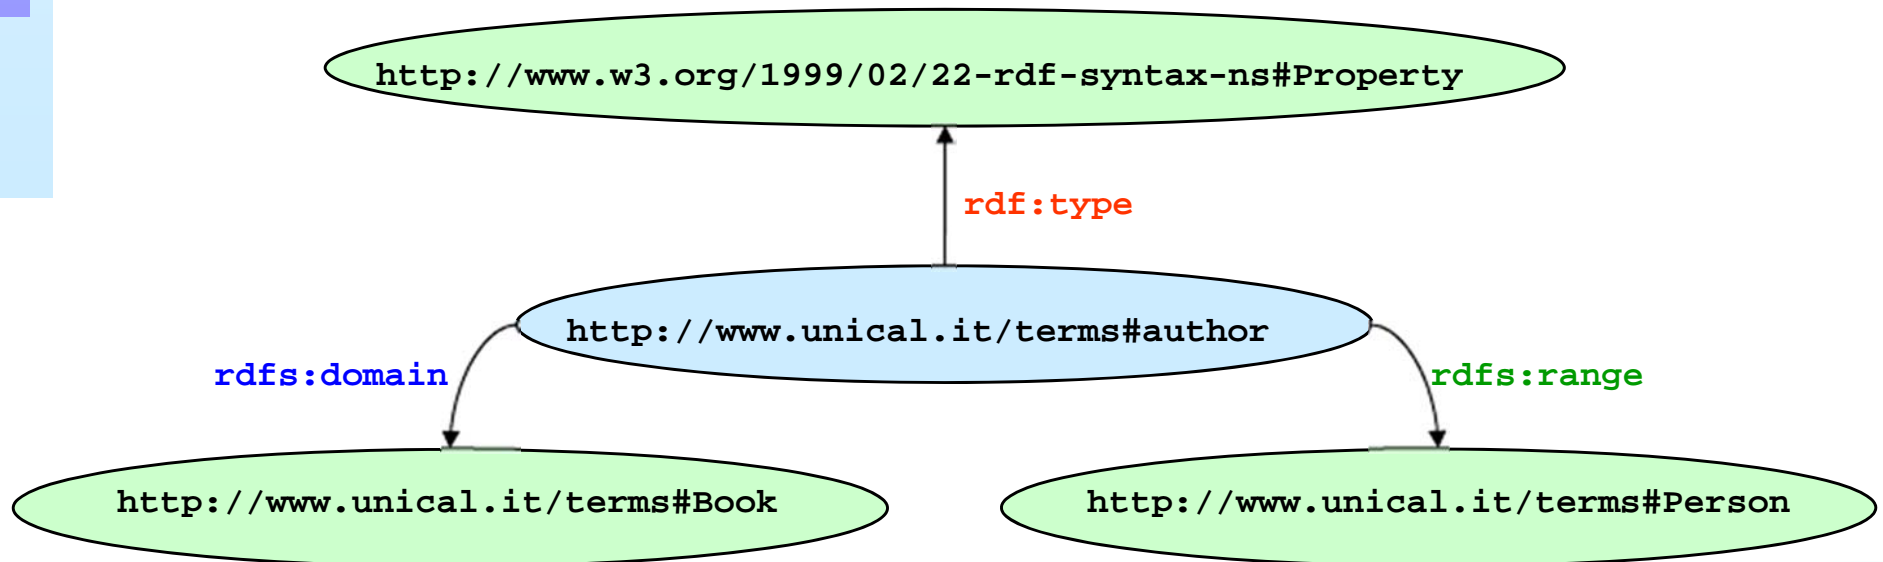 http://www.w3.org/1999/02/22-rdf-syntax-ns#Property
rdf:type
http://www.unical.it/terms#author
rdfs:domain
rdfs:range
http://www.unical.it/terms#Book
http://www.unical.it/terms#Person